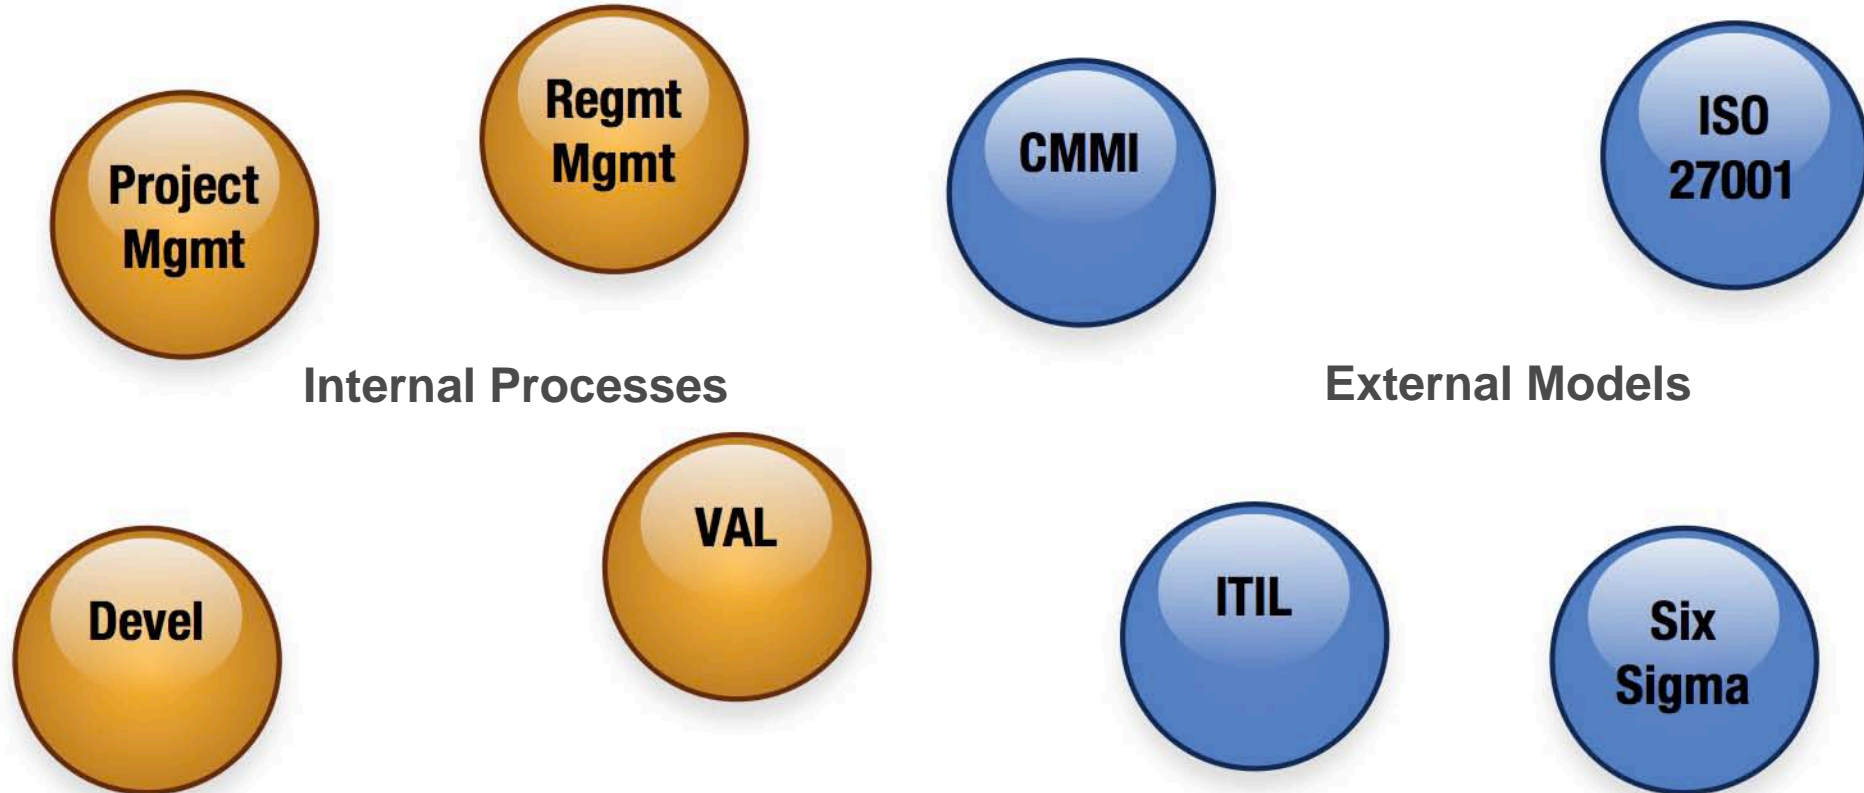 Project
Mgmt
Regmt
Mgmt
CMMI
ISO
27001
Internal Processes
External Models
Devel
VAL
ITIL
Six
Sigma